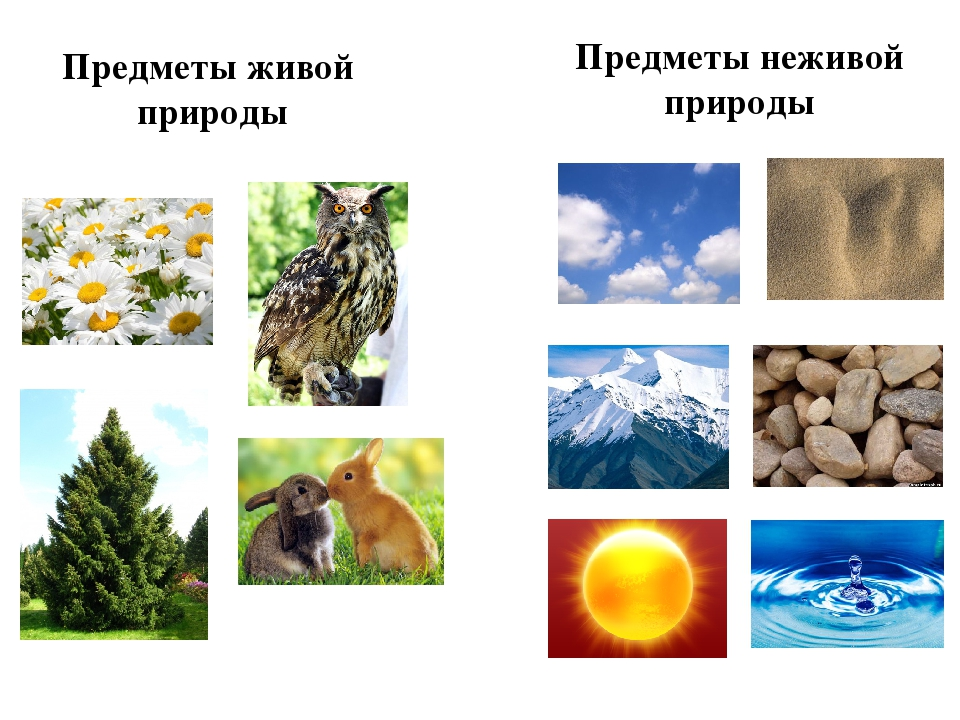 Предметы живой
природы
Предметы неживой
природы